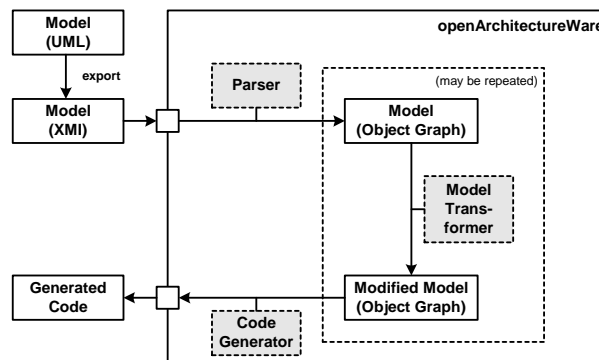 Model
(UML)
openArchitectureWare
export
Parser
(may be repeated)
Model
(XMI)
Model
(Object Graph)
Model
Trans-
former
Generated
Code
Modified Model
(Object Graph)
Code
Generator